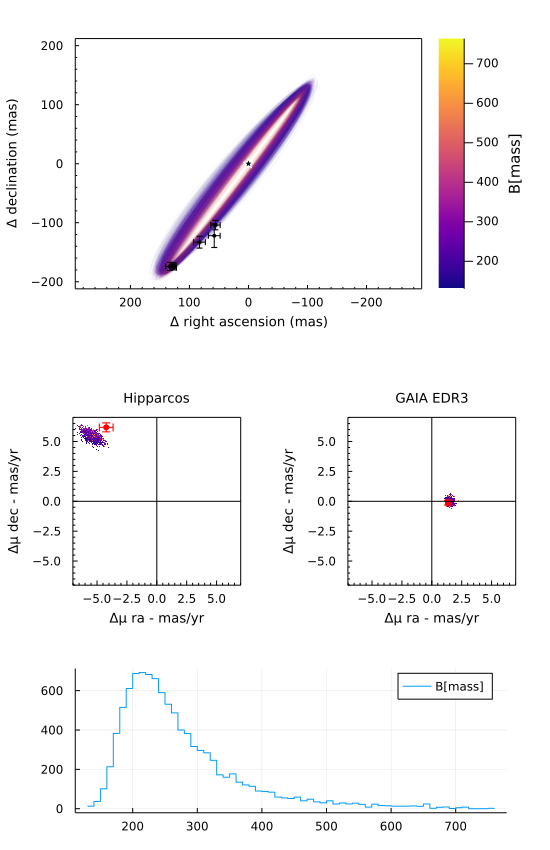 200
100
0
−100
−200
Δ declination (mas)
200 100 0 −100 −200
Δ right ascension (mas)
700
600
500
400
300
200
B[mass]
Hipparcos
5.0
2.5
0.0
−2.5
−5.0
Δμ dec - mas/yr
−5.0 −2.5 0.0 2.5 5.0
Δμ ra - mas/yr
GAIA EDR3
5.0
2.5
0.0
−2.5
−5.0
Δμ dec - mas/yr
−5.0 −2.5 0.0 2.5 5.0
Δμ ra - mas/yr
B[mass]
600
400
200
0
200 300 400 500 600 700